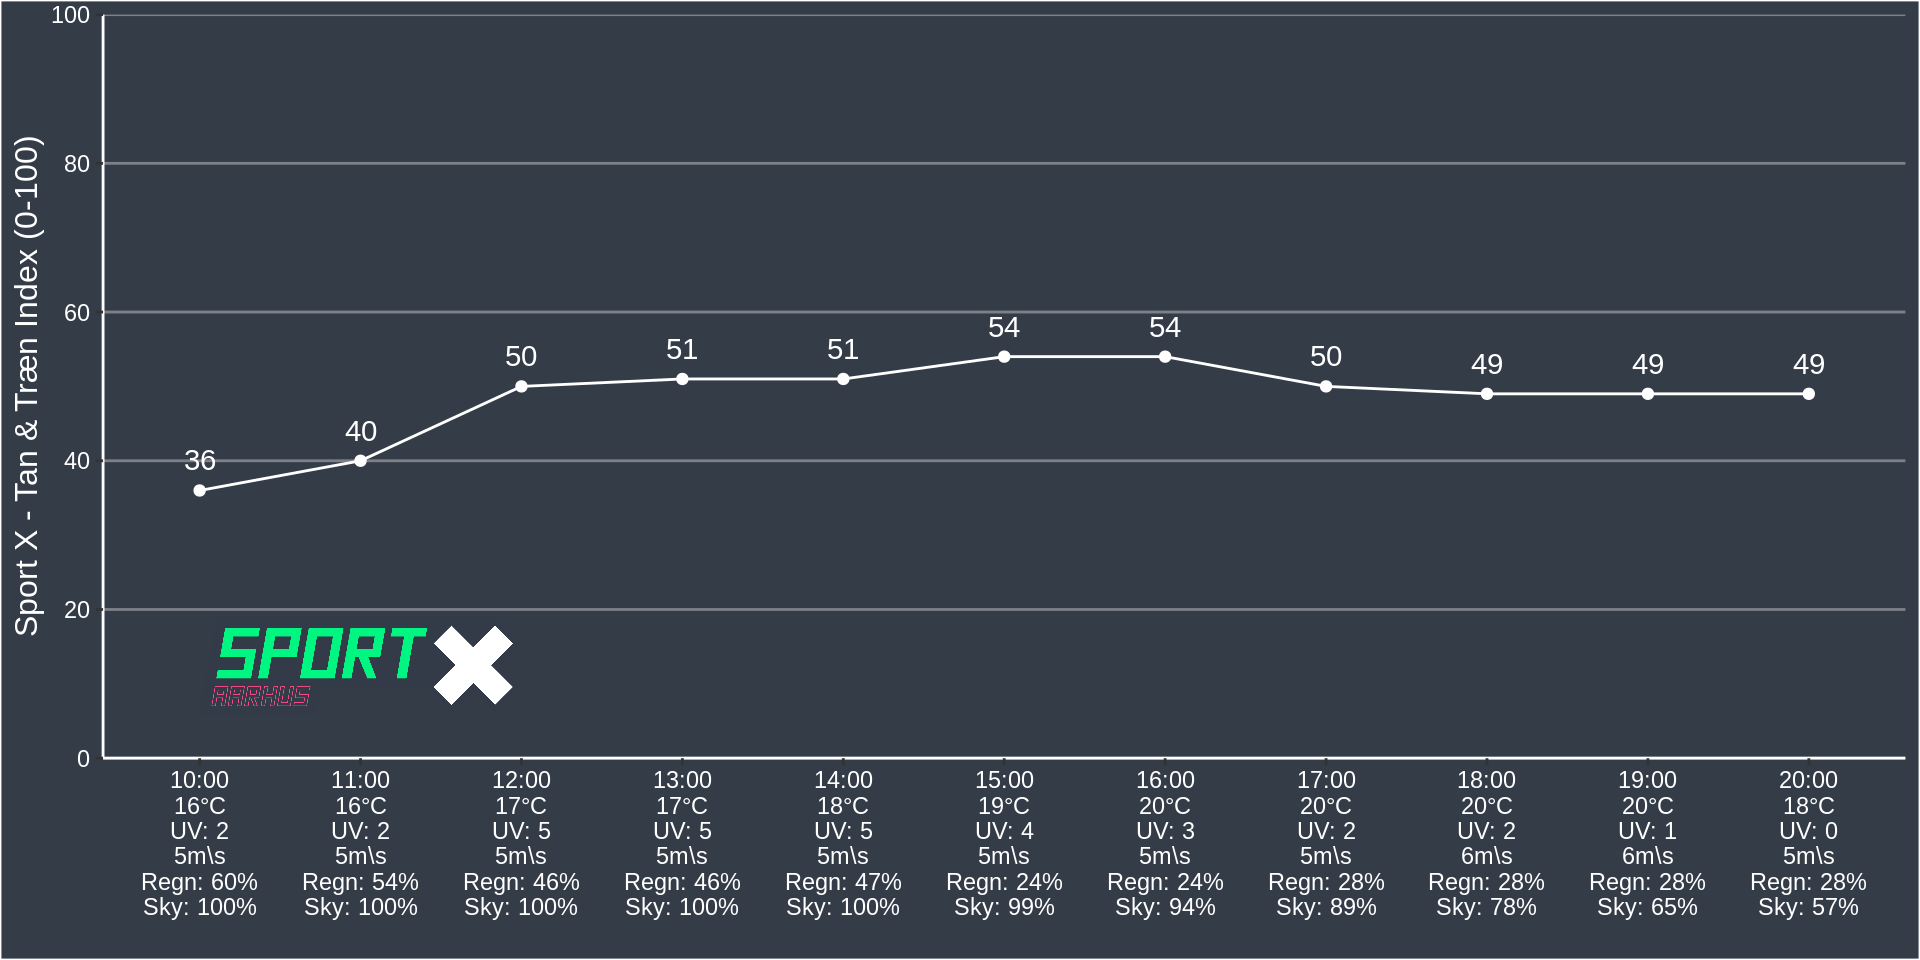 Sport X - Tan & Træn Index (0-100)
100
80
60
40
20
0
36
40
50
51
51
54
54
50
49
49
49
SPORT X
AARHUS
10:00 11:00 12:00 13:00 14:00 15:00 16:00 17:00 18:00 19:00 20:00
16°C 16°C 17°C 17°C 18°C 19°C 20°C 20°C 20°C 20°C 18°C
UV: 2 UV: 2 UV: 5 UV: 5 UV: 5 UV: 4 UV: 3 UV: 2 UV: 2 UV: 1 UV: 0
5m\s 5m\s 5m\s 5m\s 5m\s 5m\s 5m\s 5m\s 6m\s 6m\s 5m\s
Regn: 60% Regn: 54% Regn: 46% Regn: 46% Regn: 47% Regn: 24% Regn: 24% Regn: 28% Regn: 28% Regn: 28% Regn: 28%
Sky: 100% Sky: 100% Sky: 100% Sky: 100% Sky: 100% Sky: 99% Sky: 94% Sky: 89% Sky: 78% Sky: 65% Sky: 57%